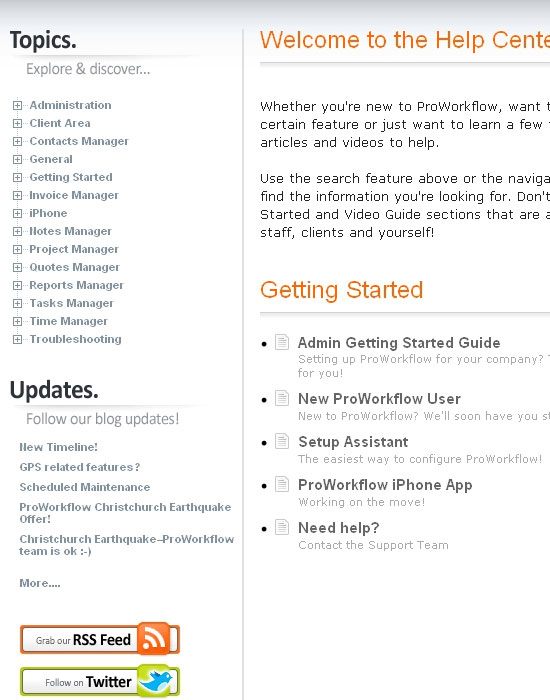 Topics.
Explore & discover...
Administration
Client Area
Contacts Manager
General
Getting Started
Invoice Manager
iPhone
Notes Manager
Project Manager
Quotes Manager
Reports Manager
Tasks Manager
Time Manager
Troubleshooting
Updates.
Follow our blog updates!
New Timeline!
GPS related features?
Scheduled Maintenance
ProWorkflow Christchurch Earthquake
Offer!
Christchurch Earthquake–ProWorkflow
team is ok :-)
More....
Grab our RSS Feed
Follow on Twitter
Welcome to the Help Cente
Whether you're new to ProWorkflow, want t
certain feature or just want to learn a few
articles and videos to help.
Use the search feature above or the naviga
find the information you're looking for. Don't
Started and Video Guide sections that are a
staff, clients and yourself!
Getting Started
Admin Getting Started Guide
Setting up ProWorkflow for your company?
for you!
New ProWorkflow User
New to ProWorkflow? We'll soon have you st
Setup Assistant
The easiest way to configure ProWorkflow!
ProWorkflow iPhone App
Working on the move!
Need help?
Contact the Support Team